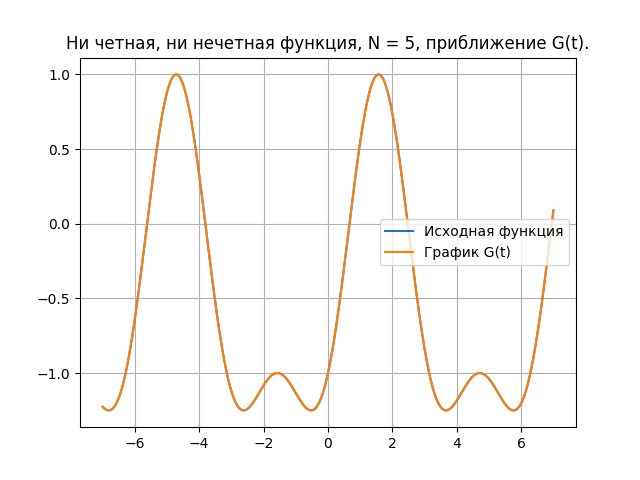 Ни четная, ни нечетная функция, N = 5, приближение G(t).
1.0
0.5
0.0
−0.5
−1.0
Исходная функция
График G(t)
−6 −4 −2 0 2 4 6